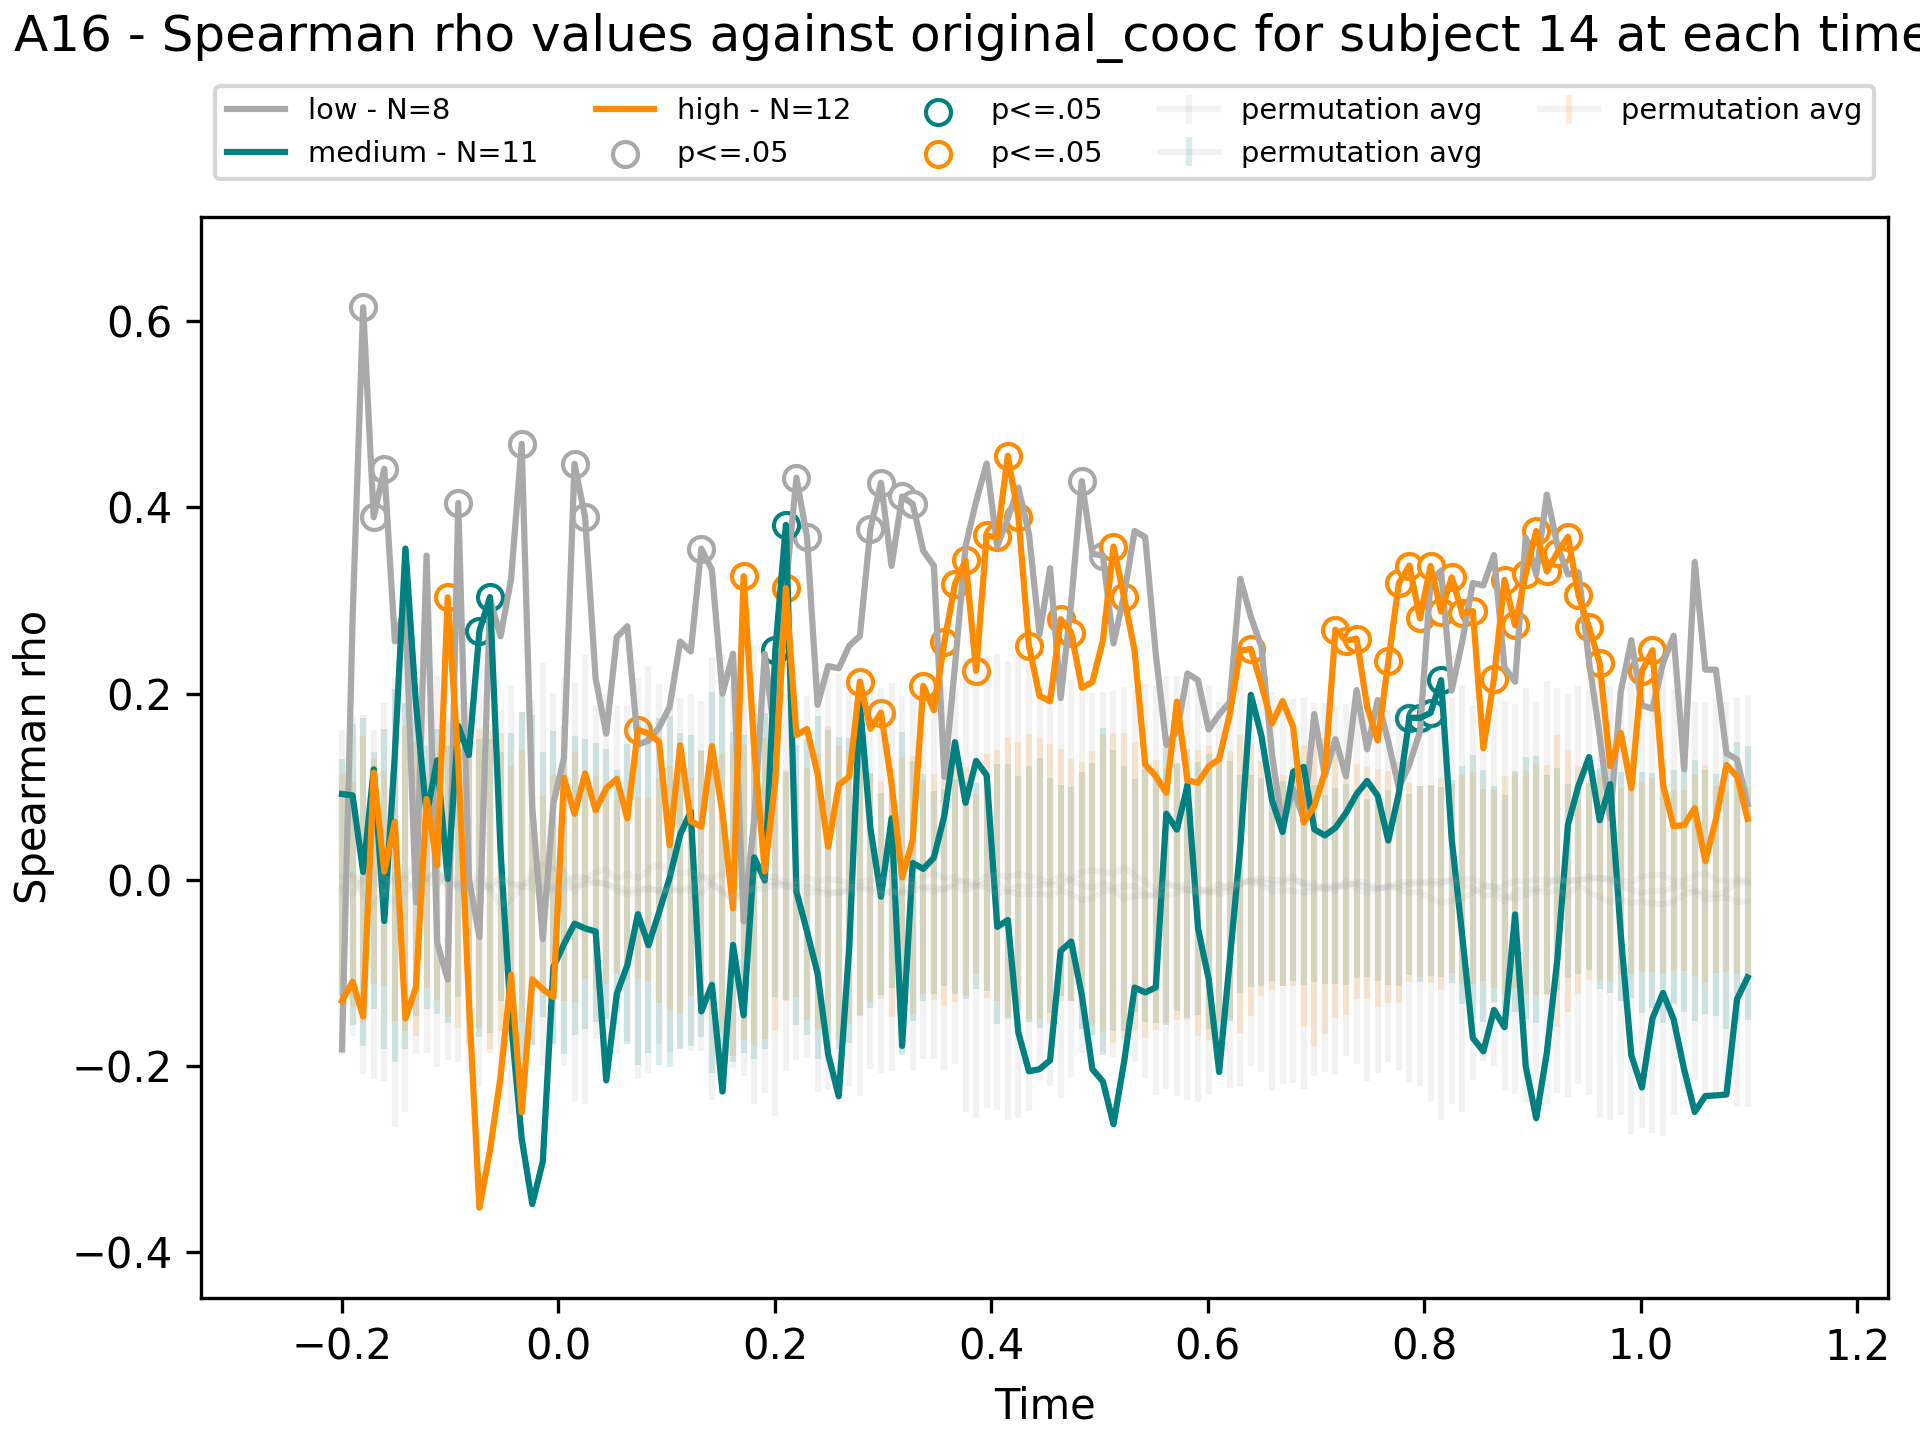 A16 - Spearman rho values against original_cooc for subject 14 at each time
low - N=8
medium - N=11
high - N=12
p<=.05
p<=.05
p<=.05
permutation avg
permutation avg
permutation avg
Spearman rho
0.6
0.4
0.2
0.0
−0.2
−0.4
−0.2
0.0
0.2
0.4
0.6
0.8
1.0
1.2
Time